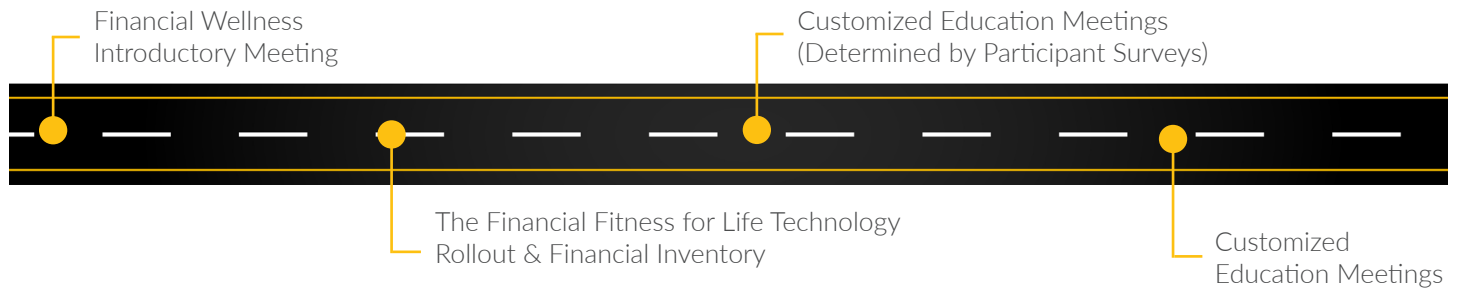 Financial Wellness
Introductory Meeting
The Financial Fitness for Life Technology
Rollout & Financial Inventory
Customized Education Meetings
(Determined by Participant Surveys)
Customized
Education Meetings